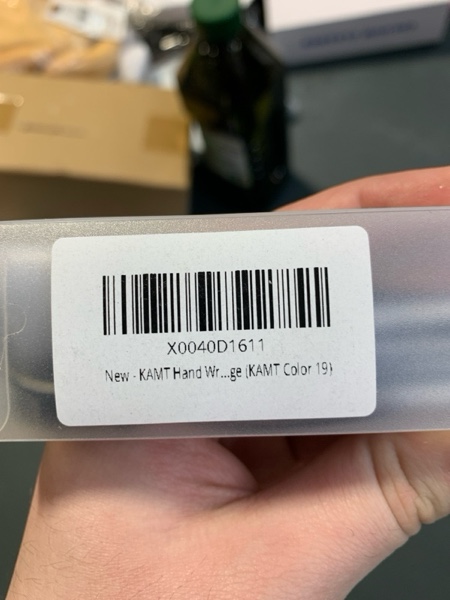 X0040D1611
New - KAMT Hand Wr...ge (KAMT Color 19)